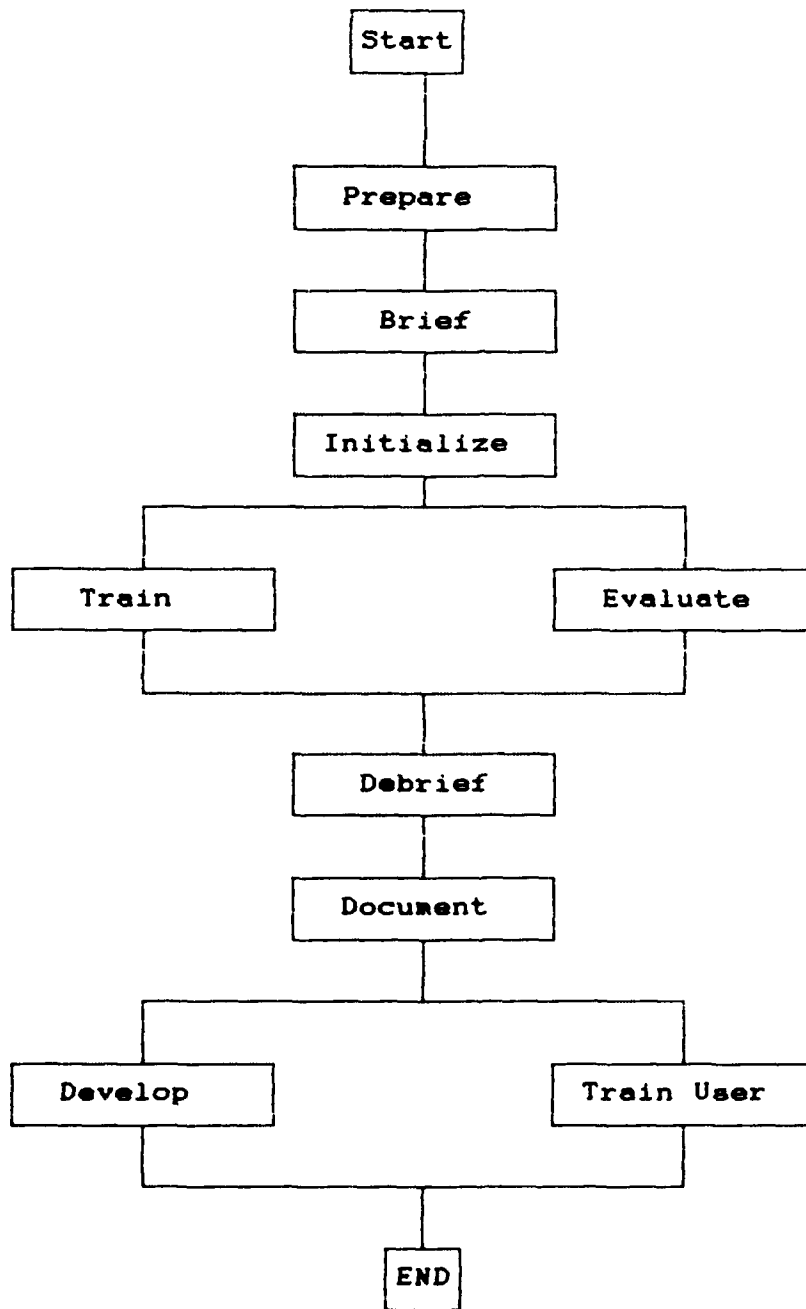 Start
Prepare
Brief
Initialize
Train
Evaluate
Debrief
Document
Develop
Train User
END